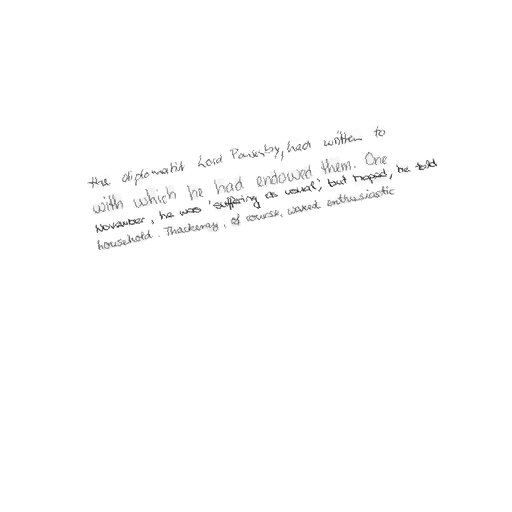 the diplomatist Lord Ponsonby, had written to
with which he had endowed them. One
November, he was 'suffering as usual', but hoped, he told
household. Thackeray, of course, waxed enthusiastic